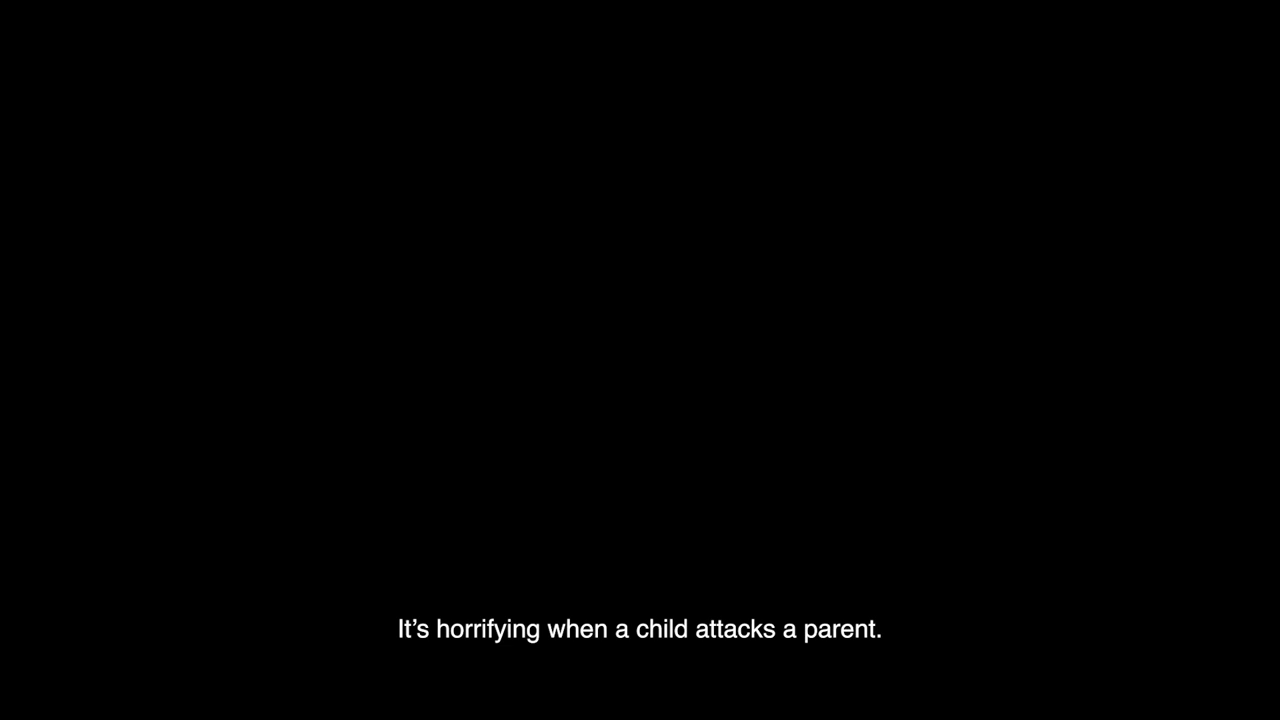 It’s horrifying when a child attacks a parent.